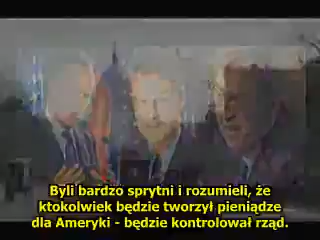 Byli bardzo sprytni i rozumieli, że
ktokolwiek będzie tworzył pieniądze
dla Ameryki - będzie kontrolował rząd.